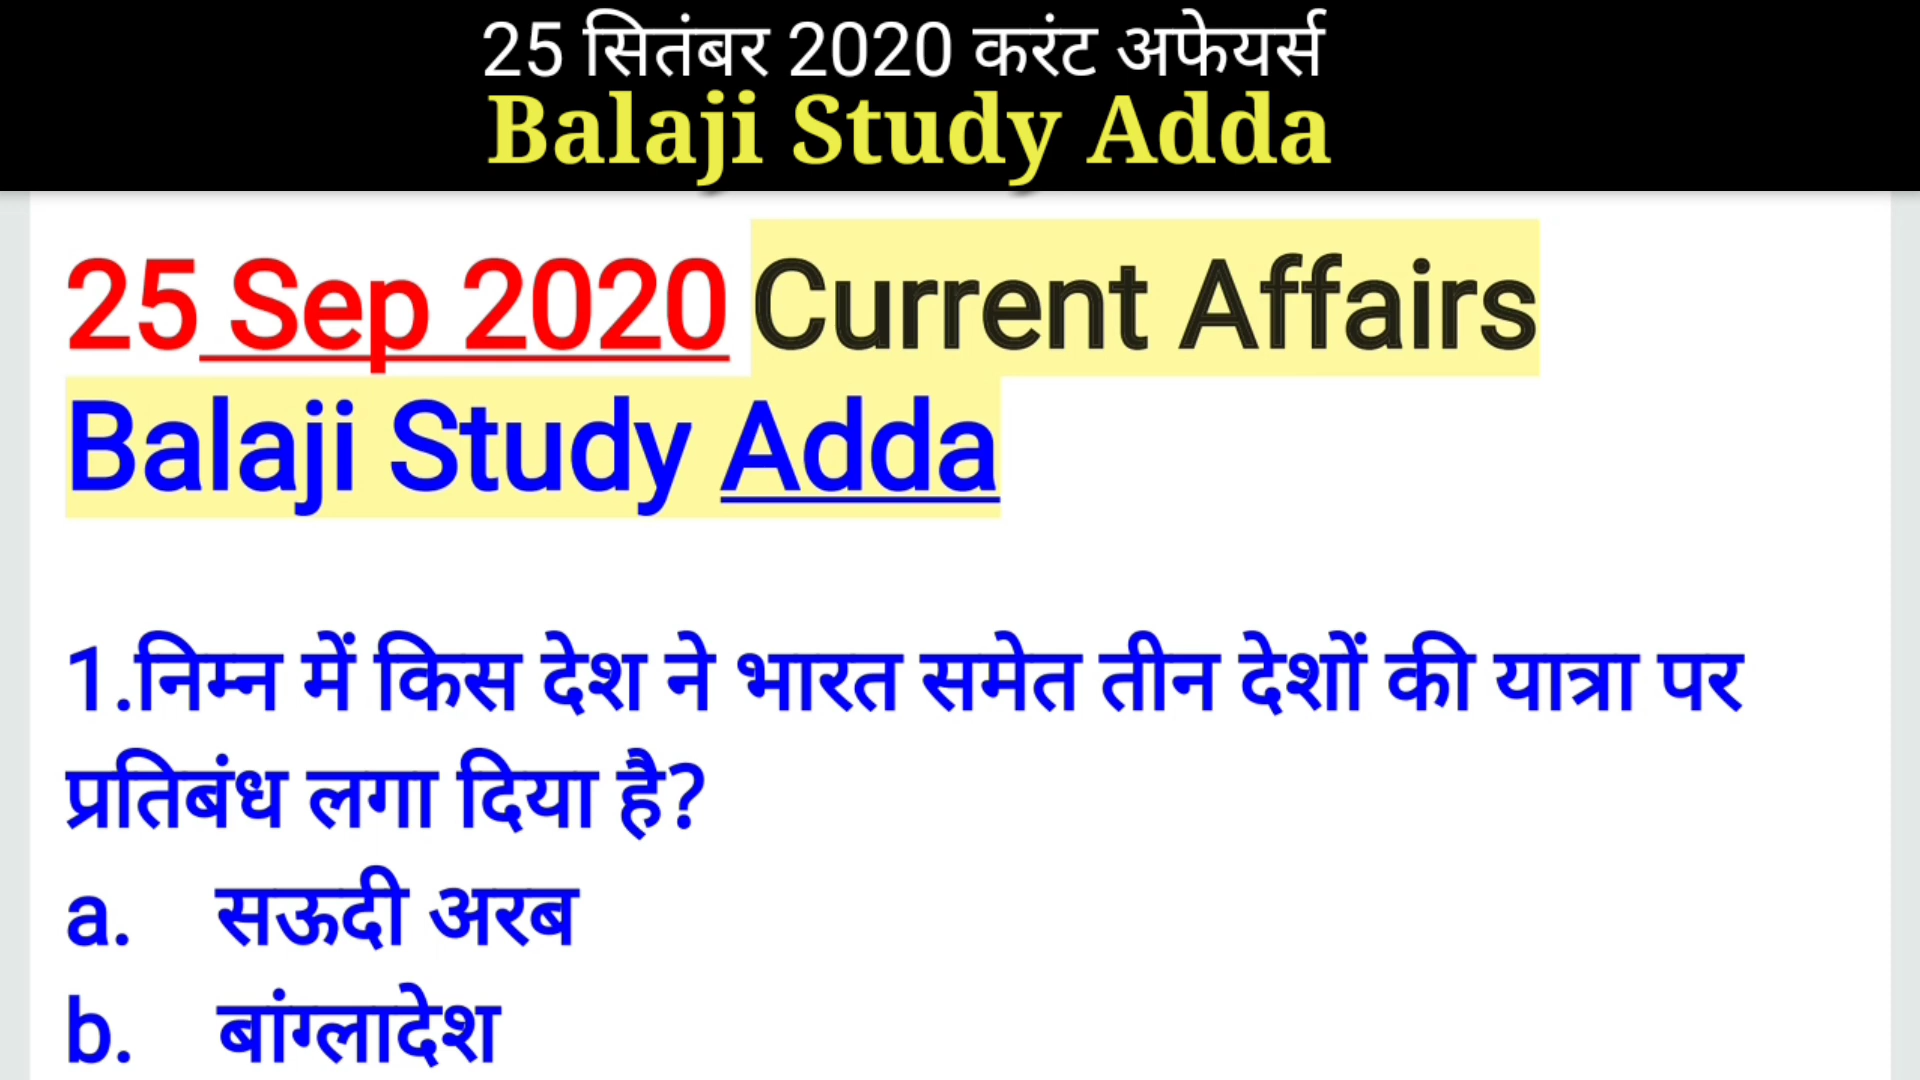 25 सितंबर 2020 करंट अफेयर्स
Balaji Study Adda
25 Sep 2020 Current Affairs
Balaji Study Adda
1.निम्न में किस देश ने भारत समेत तीन देशों की यात्रा पर
प्रतिबंध लगा दिया है?
a. सऊदी अरब
b. बांग्लादेश